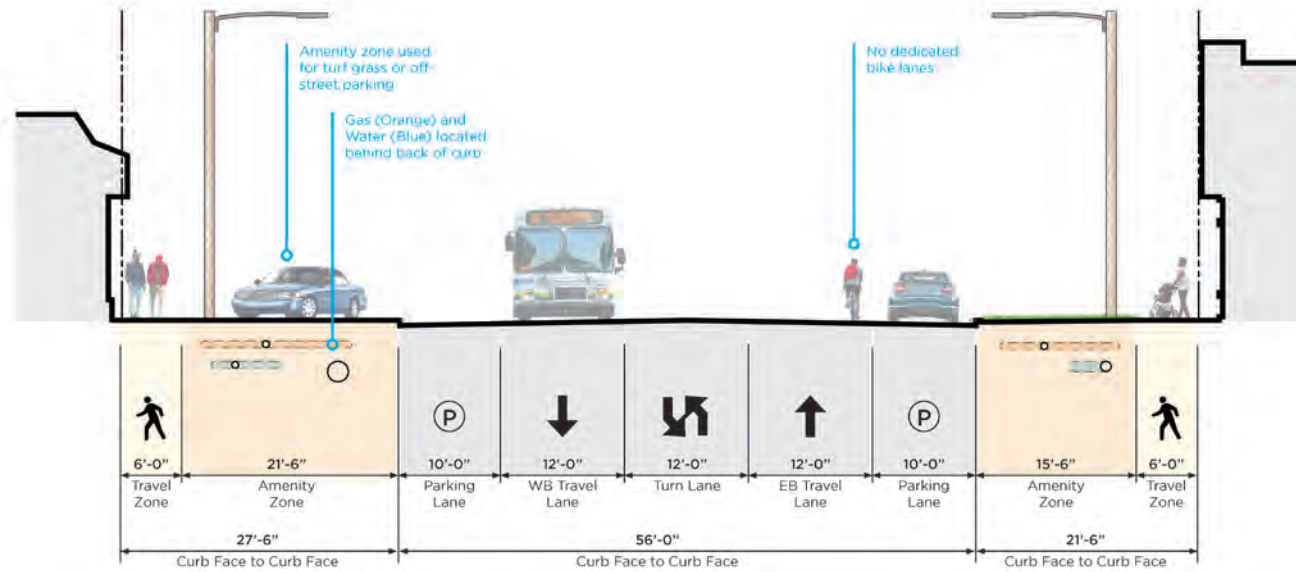 Amenity zone used
for turf grass or off-
street parking
Gas (Orange) and
Water (Blue) located
behind back of curb
No dedicated
bike lanes
P
P
6'-0"
21'-6"
10'-0"
12'-0"
12'-0"
12'-0"
10'-0"
15'-6"
6'-0"
Travel
Zone
Amenity
Zone
Parking
Lane
WB Travel
Lane
Turn Lane
EB Travel
Lane
Parking
Lane
Amenity
Zone
Travel
Zone
27'-6"
56'-0"
21'-6"
Curb Face to Curb Face
Curb Face to Curb Face
Curb Face to Curb Face